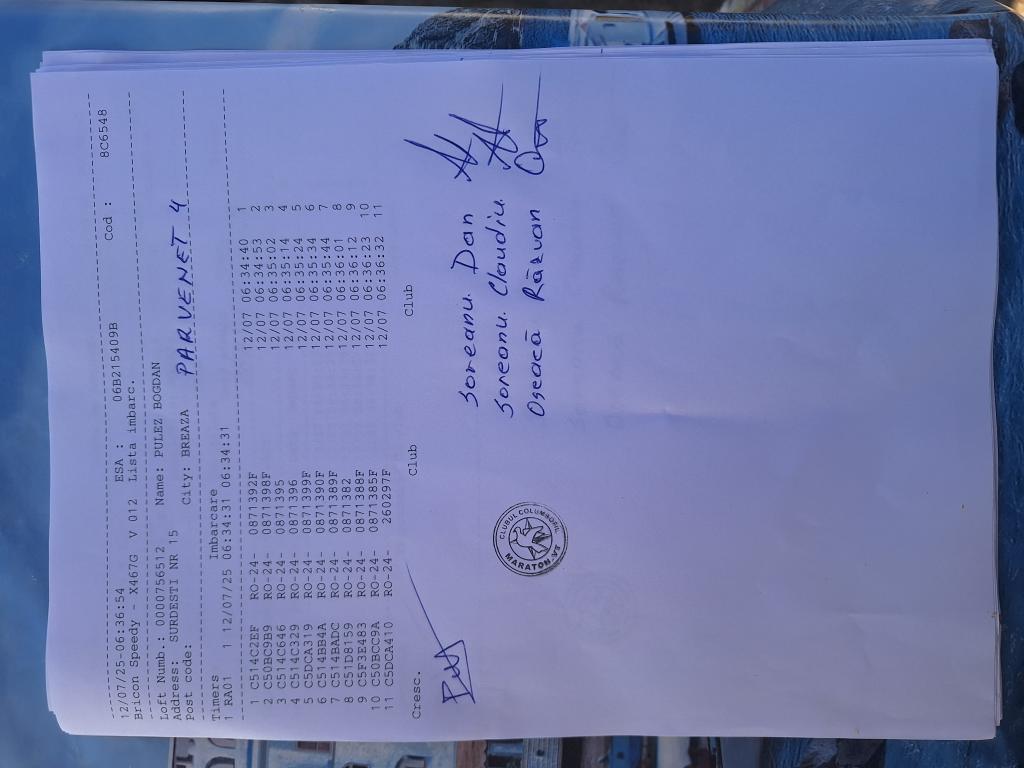 12/07/25-06:36:54 ESA : 06B215409B Cod : 8C6548
Bricon Speedy - X467G V 012 Lista imbarc.
Loft Numb.: 0000756512 Name: PULEZ BOGDAN
Address: SURDESTI NR 15
Post code: City: BREAZA PARVENET 4
Timers Imbarcare
1 RA01 1 12/07/25 06:34:31 06:34:31
1 C514C2EF RO-24- 0871392F 12/07 06:34:40 1
2 C50BC9B9 RO-24- 0871398F 12/07 06:34:53 2
3 C514C646 RO-24- 0871395 12/07 06:35:02 3
4 C514C329 RO-24- 0871396 12/07 06:35:14 4
5 C5DCA319 RO-24- 0871399F 12/07 06:35:24 5
6 C514BB4A RO-24- 0871390F 12/07 06:35:34 6
7 C514BADC RO-24- 0871389F 12/07 06:35:44 7
8 C51D8159 RO-24- 0871382 12/07 06:36:01 8
9 C5F3E483 RO-24- 0871388F 12/07 06:36:12 9
10 C50BCC9A RO-24- 0871385F 12/07 06:36:23 10
11 C5DCA410 RO-24- 260297F 12/07 06:36:32 11
Cresc. Club Club
Soreanu Dan
Soreanu Claudiu
Oseacă Răzvan
CLUBUL COLUMBOFIL
MARATON VT